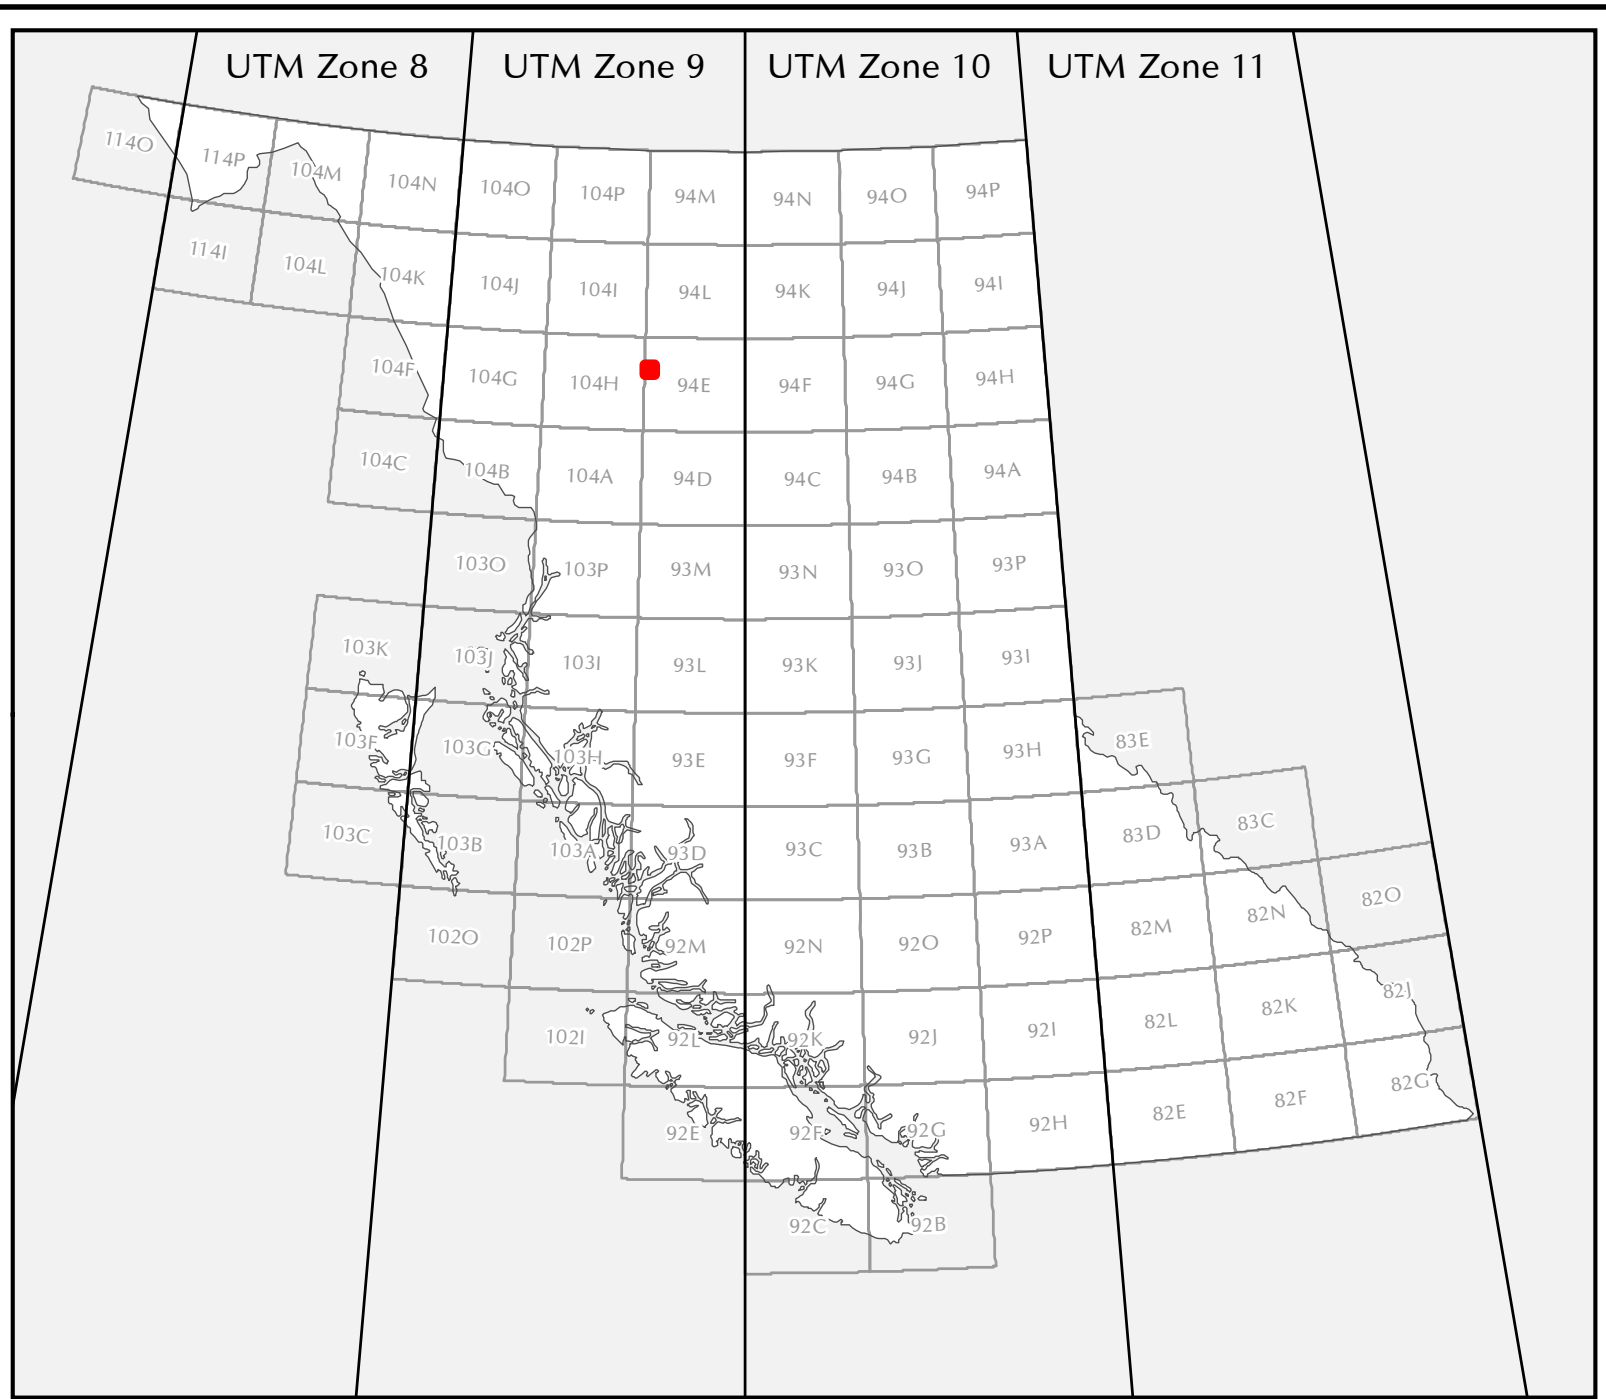 UTM Zone 8 UTM Zone 9 UTM Zone 10 UTM Zone 11
114O 114P 104M 104N 104O 104P 94M 94N 94O 94P
114I 104L 104K 104J 104I 94L 94K 94J 94I
104F 104G 104H 94E 94F 94G 94H
104C 104B 104A 94D 94C 94B 94A
103O 103P 93M 93N 93O 93P
103K 103J 103I 93L 93K 93J 93I
103F 103G 103H 93E 93F 93G 93H 83E
103C 103B 103A 93D 93C 93B 93A 83D 83C
102O 102P 92M 92N 92O 92P 82M 82N 82O
102I 92L 92K 92J 92I 82L 82K 82J
92E 92F 92G 92H 82E 82F 82G
92C 92B